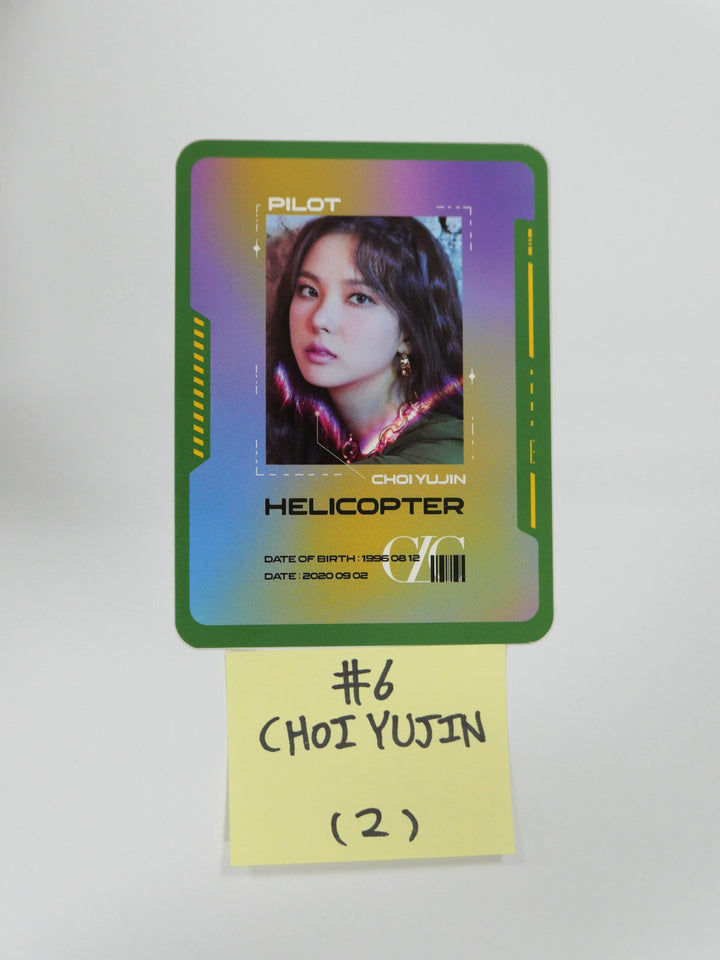 PILOT
CHOI YUJIN
HELICOPTER
DATE OF BIRTH : 1996 08 12
DATE : 2020 09 02
CLC
#6
CHOI YUJIN
(2)